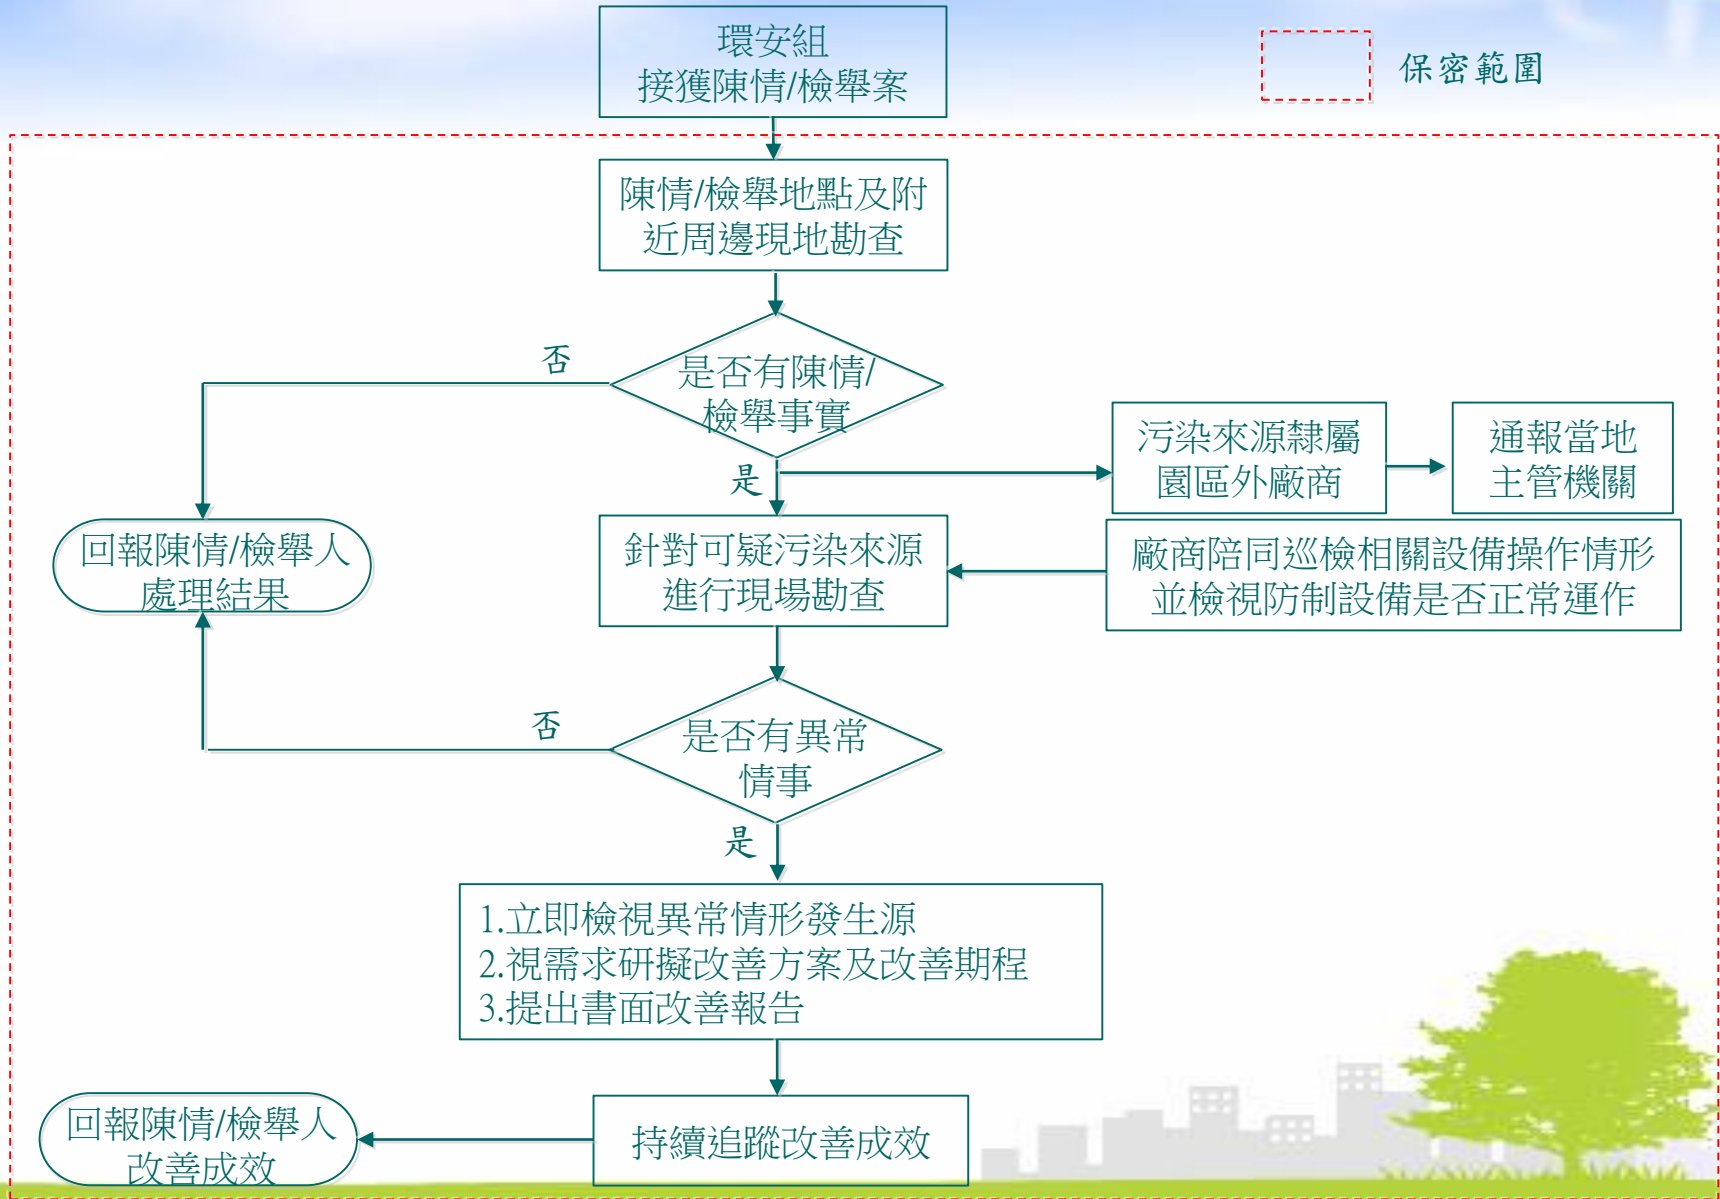 環安組
接獲陳情/檢舉案
保密範圍
陳情/檢舉地點及附
近周邊現地勘查
否
是否有陳情/
檢舉事實
是
污染來源隸屬
園區外廠商
通報當地
主管機關
回報陳情/檢舉人
處理結果
針對可疑污染來源
進行現場勘查
廠商陪同巡檢相關設備操作情形
並檢視防制設備是否正常運作
否
是否有異常
情事
是
1.立即檢視異常情形發生源
2.視需求研擬改善方案及改善期程
3.提出書面改善報告
回報陳情/檢舉人
改善成效
持續追蹤改善成效